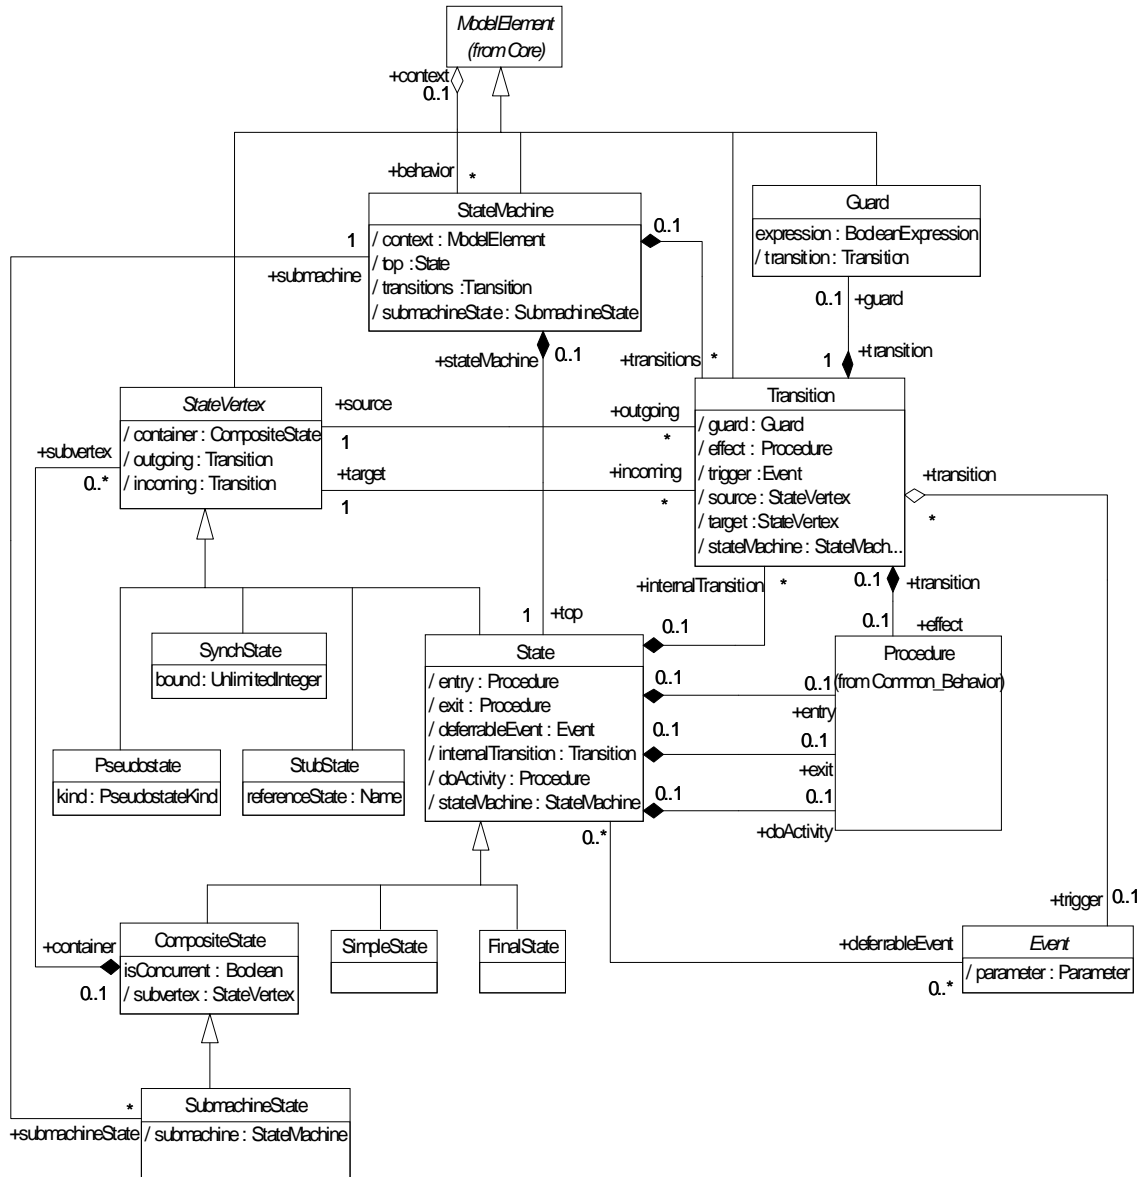 ModelElement
(from Core)
+context
0..1
+behavior
*
StateMachine
/ context : ModelElement
/ top : State
/ transitions : Transition
/ submachineState : SubmachineState
1
+submachine
0..1
Guard
expression : BooleanExpression
/ transition : Transition
0..1
+guard
+stateMachine
0..1
+transitions
*
1
+transition
StateVertex
/ container : CompositeState
/ outgoing : Transition
/ incoming : Transition
+source
1
+outgoing
*
+target
1
+incoming
*
+subvertex
0..*
Transition
/ guard : Guard
/ effect : Procedure
/ trigger : Event
/ source : StateVertex
/ target : StateVertex
/ stateMachine : StateMach...
+transition
*
+internalTransition
*
0..1
+transition
1
+top
0..1
+effect
SynchState
bound : UnlimitedInteger
State
/ entry : Procedure
/ exit : Procedure
/ deferrableEvent : Event
/ internalTransition : Transition
/ doActivity : Procedure
/ stateMachine : StateMachine
0..1
0..1
0..1
+entry
0..1
0..1
+exit
0..1
0..1
+doActivity
Procedure
(from Common_Behavior)
Pseudostate
kind : PseudostateKind
StubState
referenceState : Name
0..*
+trigger
0..1
+container
0..1
CompositeState
isConcurrent : Boolean
/ subvertex : StateVertex
SimpleState
FinalState
+deferrableEvent
0..*
Event
/ parameter : Parameter
*
+submachineState
SubmachineState
/ submachine : StateMachine